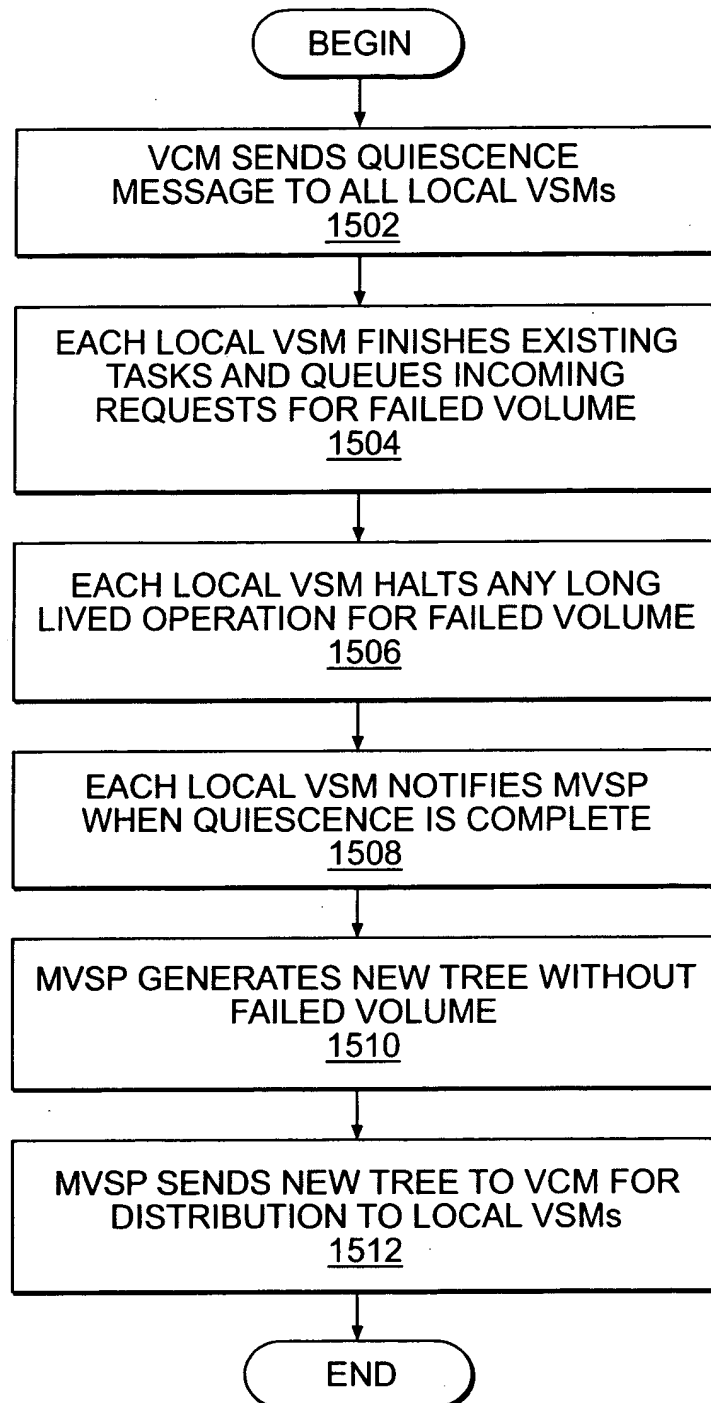 BEGIN
VCM SENDS QUIESCENCE
MESSAGE TO ALL LOCAL VSMs
1502
EACH LOCAL VSM FINISHES EXISTING
TASKS AND QUEUES INCOMING
REQUESTS FOR FAILED VOLUME
1504
EACH LOCAL VSM HALTS ANY LONG
LIVED OPERATION FOR FAILED VOLUME
1506
EACH LOCAL VSM NOTIFIES MVSP
WHEN QUIESCENCE IS COMPLETE
1508
MVSP GENERATES NEW TREE WITHOUT
FAILED VOLUME
1510
MVSP SENDS NEW TREE TO VCM FOR
DISTRIBUTION TO LOCAL VSMs
1512
END